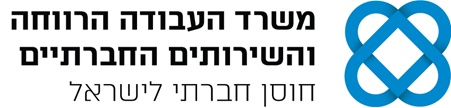 משרד העבודה הרווחה
והשירותים החברתיים
חוסן חברתי לישראל